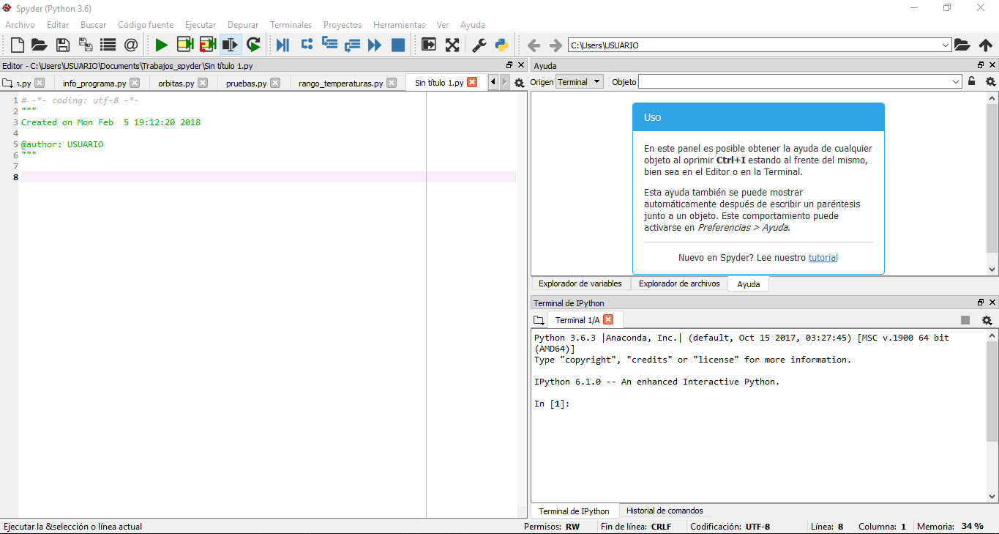 Spyder (Python 3.6)
Archivo Editar Buscar Código fuente Ejecutar Depurar Terminales Proyectos Herramientas Ver Ayuda
C:\Users\USUARIO
Editor - C:\Users\USUARIO\Documents\Trabajos_spyder\Sin título 1.py
.py info_programa.py orbitas.py pruebas.py rango_temperaturas.py Sin título 1.py
1 # -*- coding: utf-8 -*-
2 """
3 Created on Mon Feb  5 19:12:20 2018
4
5 @author: USUARIO
6 """
7
8
Ayuda
Origen Terminal Objeto
Uso
En este panel es posible obtener la ayuda de cualquier
objeto al oprimir Ctrl+I estando al frente del mismo,
bien sea en el Editor o en la Terminal.
Esta ayuda también se puede mostrar
automáticamente después de escribir un paréntesis
junto a un objeto. Este comportamiento puede
activarse en Preferencias > Ayuda.
Nuevo en Spyder? Lee nuestro tutorial
Explorador de variables Explorador de archivos Ayuda
Terminal de IPython
Terminal 1/A
Python 3.6.3 |Anaconda, Inc.| (default, Oct 15 2017, 03:27:45) [MSC v.1900 64 bit
(AMD64)]
Type "copyright", "credits" or "license" for more information.
IPython 6.1.0 -- An enhanced Interactive Python.
In [1]:
Terminal de IPython Historial de comandos
Ejecutar la &selección o línea actual
Permisos: RW Fin de línea: CRLF Codificación: UTF-8 Línea: 8 Columna: 1 Memoria: 34 %